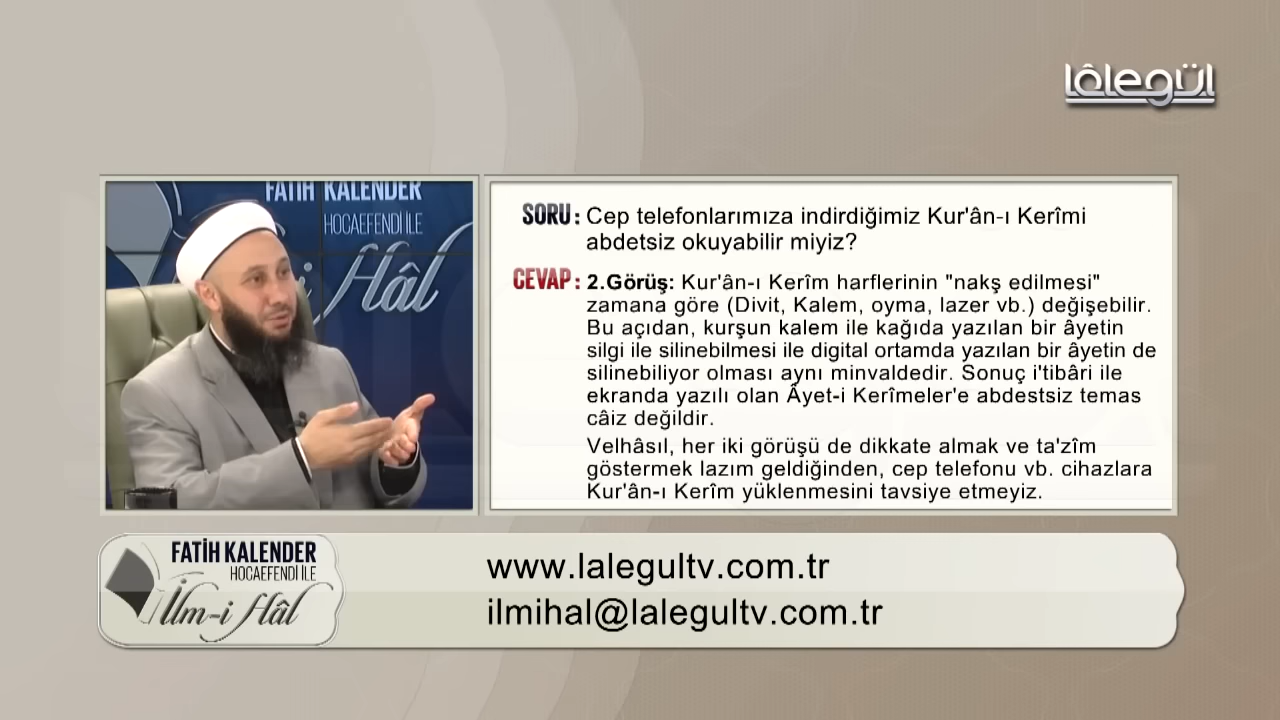 lâlegül
FATİH KALENDER
HOCAEFENDİ İLE
i Hâl
SORU : Cep telefonlarımıza indirdiğimiz Kur'ân-ı Kerîmi
abdetsiz okuyabilir miyiz?
CEVAP : 2.Görüş: Kur'ân-ı Kerîm harflerinin "nakş edilmesi"
zamana göre (Divit, Kalem, oyma, lazer vb.) değişebilir.
Bu açıdan, kurşun kalem ile kağıda yazılan bir âyetin
silgi ile silinebilmesi ile digital ortamda yazılan bir âyetin de
silinebiliyor olması aynı minvaldedir. Sonuç i'tibâri ile
ekranda yazılı olan Âyet-i Kerîmeler'e abdestsiz temas
câiz değildir.
Velhâsıl, her iki görüşü de dikkate almak ve ta'zîm
göstermek lazım geldiğinden, cep telefonu vb. cihazlara
Kur'ân-ı Kerîm yüklenmesini tavsiye etmeyiz.
FATİH KALENDER
HOCAEFENDİ İLE
İlm-i Hâl
www.lalegultv.com.tr
ilmihal@lalegultv.com.tr